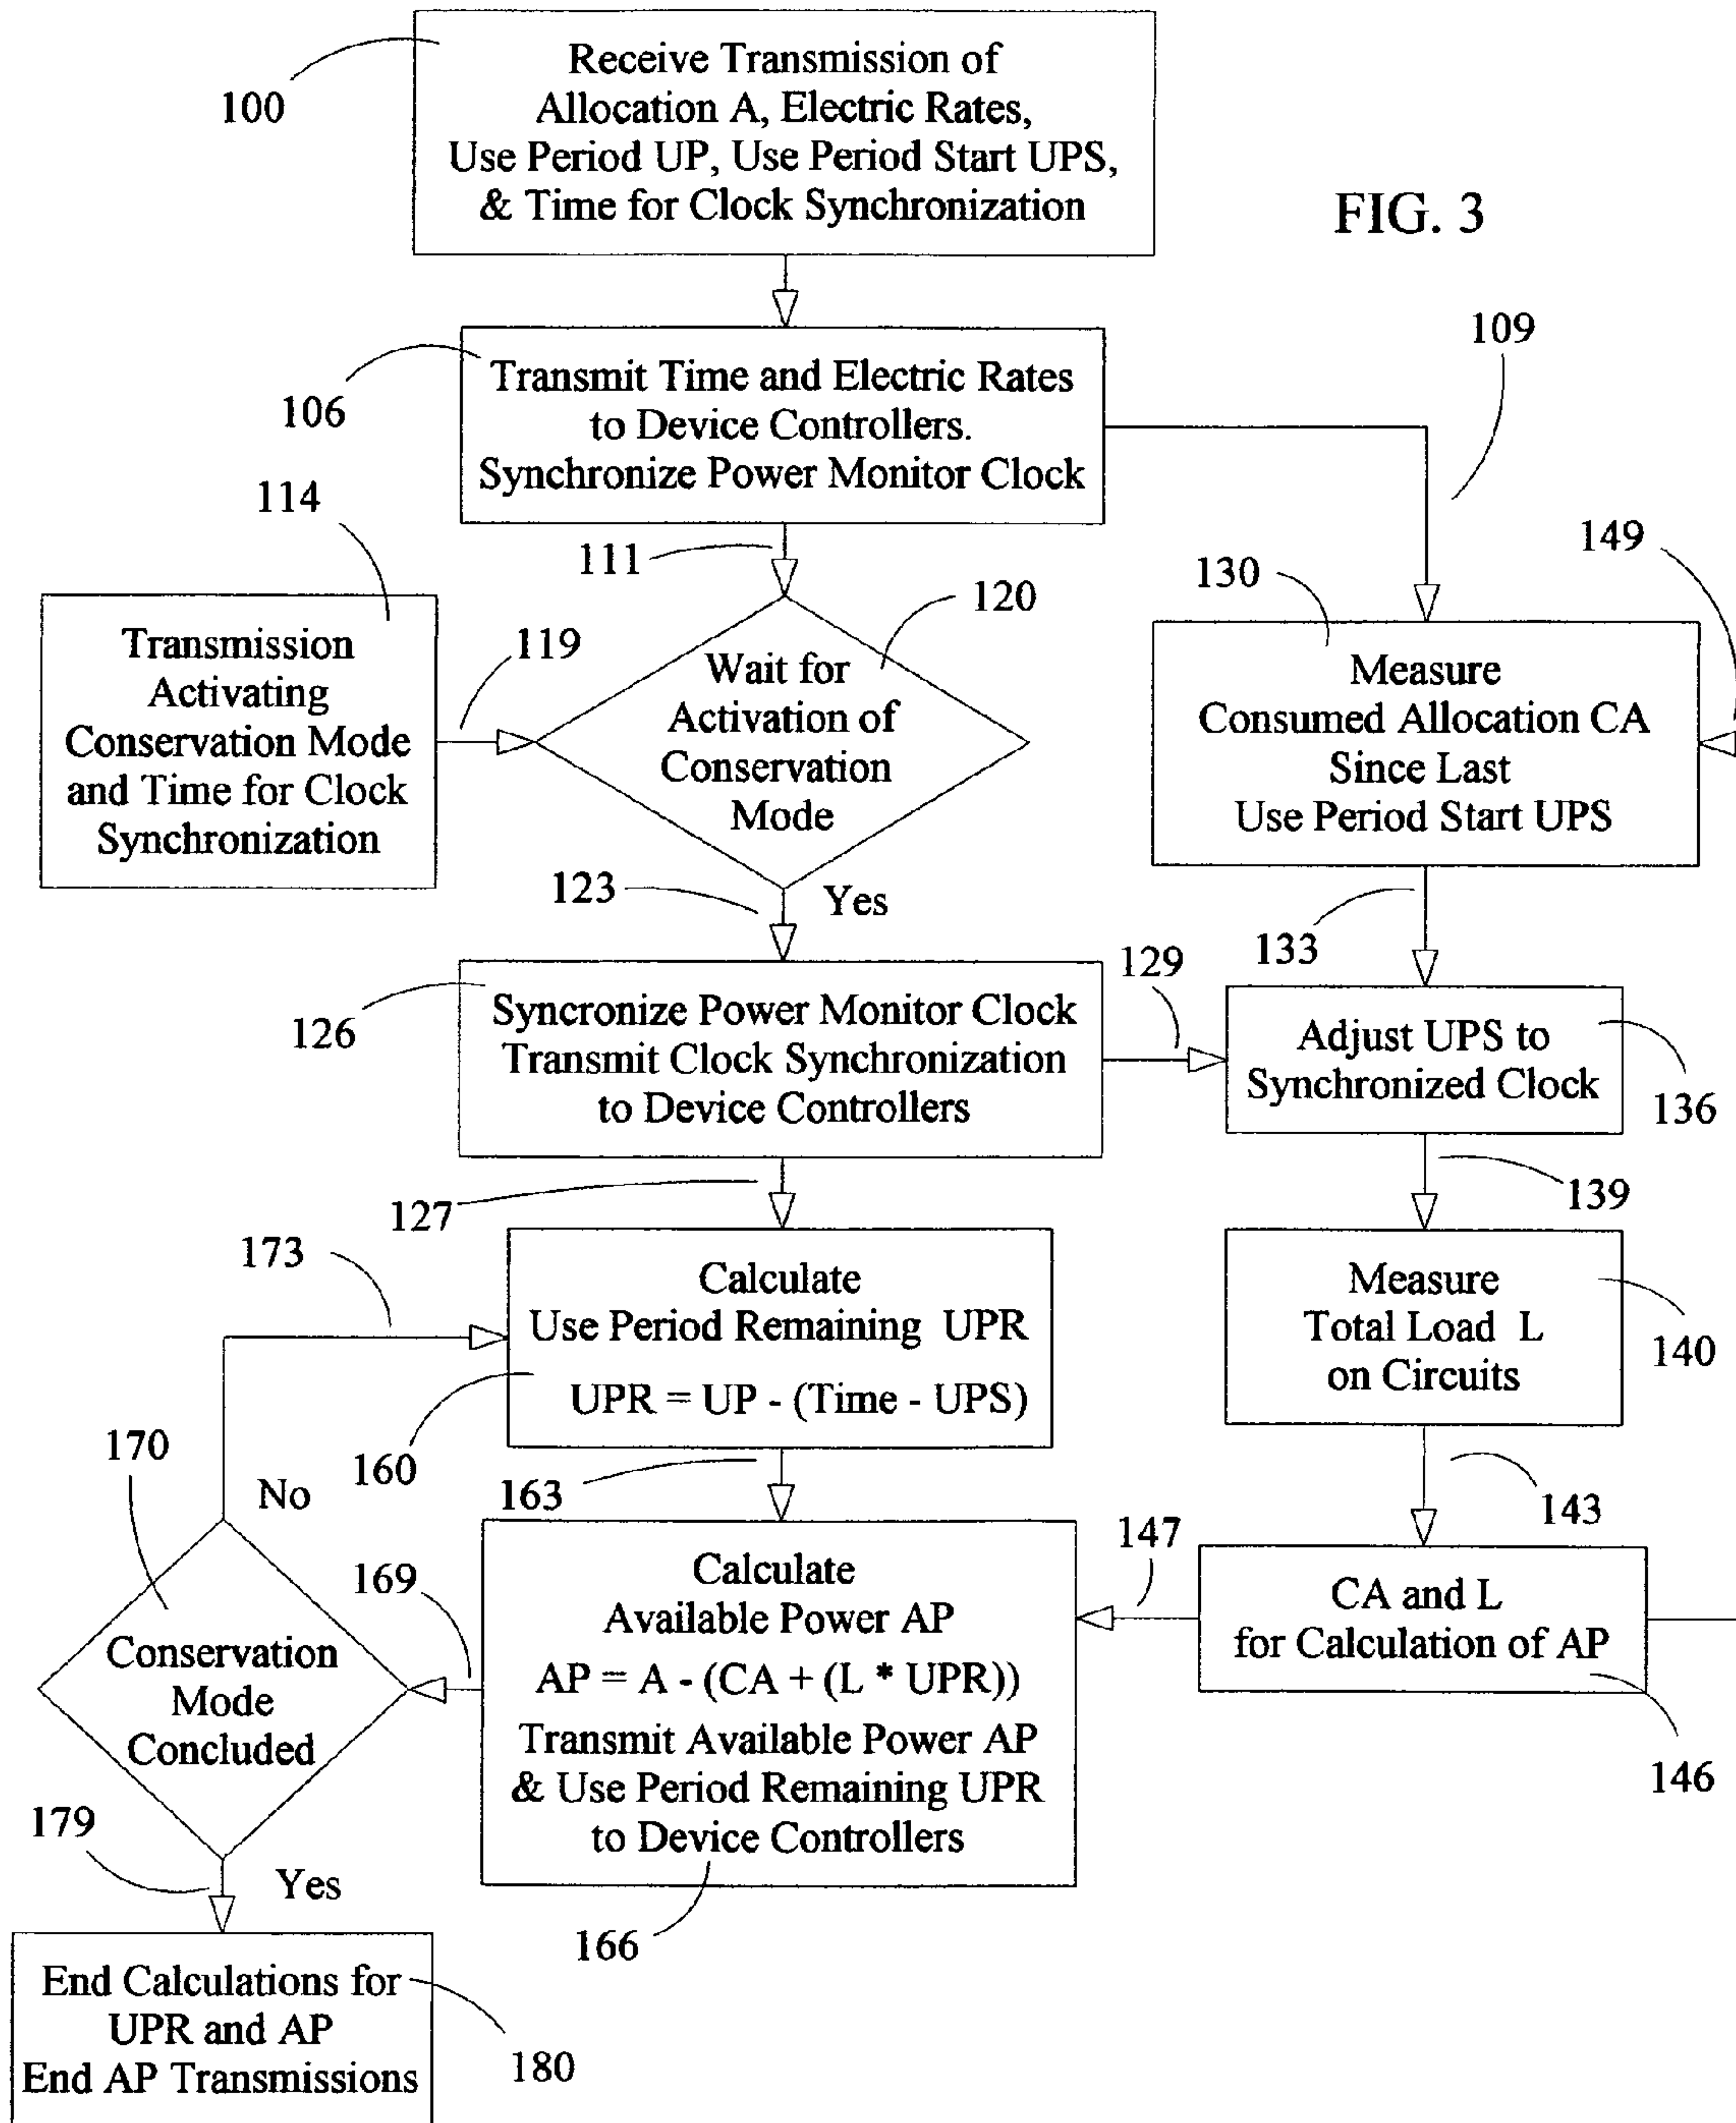 Receive Transmission of
Allocation A, Electric Rates,
Use Period UP, Use Period Start UPS,
& Time for Clock Synchronization
100
FIG. 3
109
Transmit Time and Electric Rates
to Device Controllers.
Synchronize Power Monitor Clock
106
114
111
149
130
120
Transmission
Activating
Conservation Mode
and Time for Clock
Synchronization
119
Wait for
Activation of
Conservation
Mode
Measure
Consumed Allocation CA
Since Last
Use Period Start UPS
123
Yes
133
129
Syncronize Power Monitor Clock
Transmit Clock Synchronization
to Device Controllers
126
Adjust UPS to
Synchronized Clock
136
127
139
173
Calculate
Use Period Remaining UPR
UPR = UP - (Time - UPS)
160
Measure
Total Load L
on Circuits
140
170
No
163
143
147
169
Conservation
Mode
Concluded
Calculate
Available Power AP
AP = A - (CA + (L * UPR))
Transmit Available Power AP
& Use Period Remaining UPR
to Device Controllers
CA and L
for Calculation of AP
146
179
Yes
166
End Calculations for
UPR and AP
End AP Transmissions
180